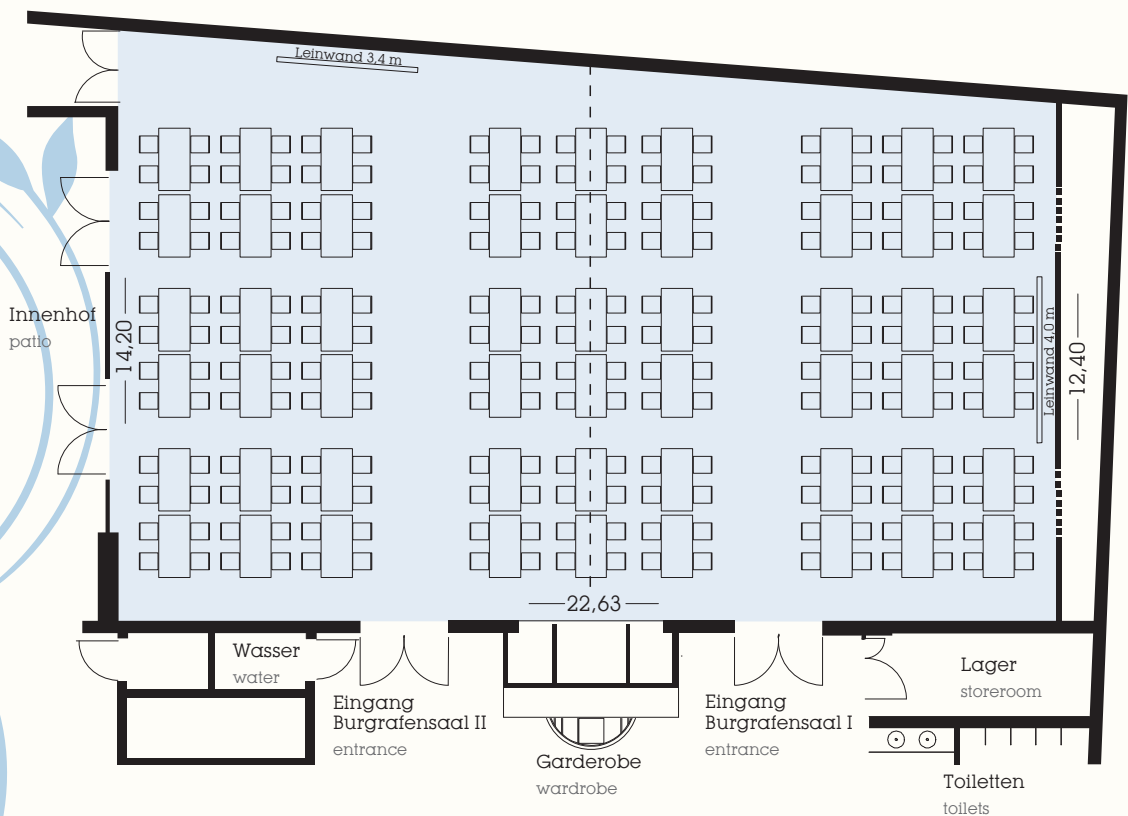 Leinwand 3,4 m
Innenhof
patio
14,20
Leinwand 4,0 m
12,40
22,63
Wasser
water
Eingang
Burgrafensaal II
entrance
Garderobe
wardrobe
Eingang
Burgrafensaal I
entrance
Lager
storeroom
Toiletten
toilets